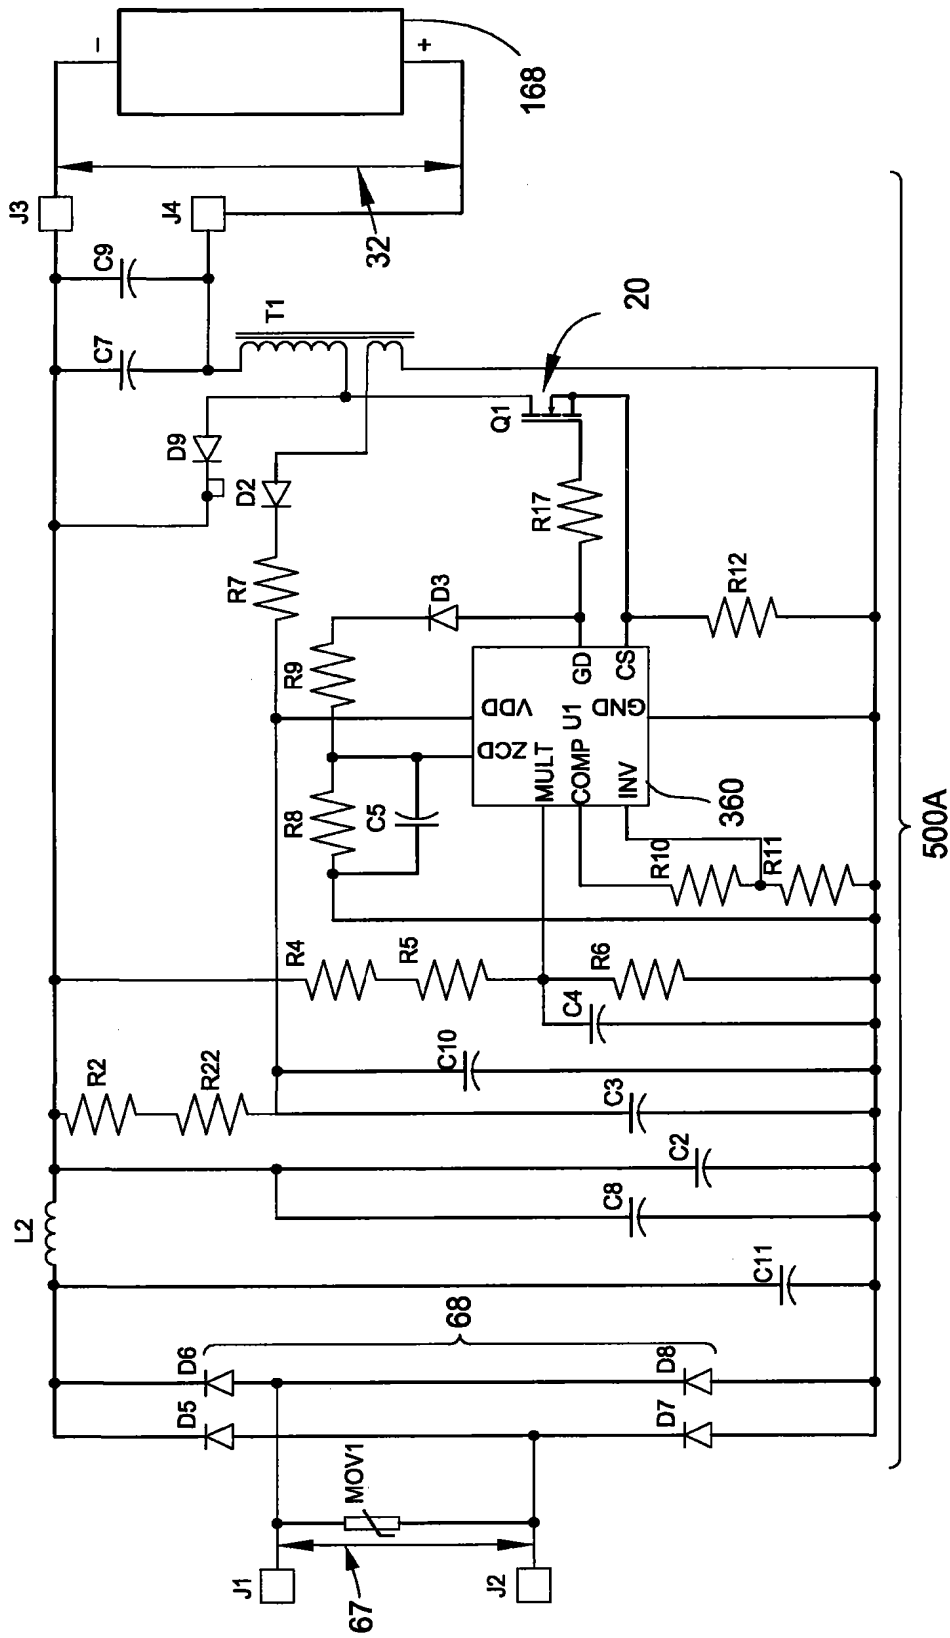 J3
J4
C9
C7
T1
−
+
168
32
20
D9
D2
Q1
R17
R7
D3
R12
R9
R8
C5
VDD
ZCD
GD
CS
MULT
COMP
INV
U1
GND
360
R10
R11
R4
R5
R6
C4
C10
R2
R22
C3
C2
C8
L2
C11
68
D6
D5
D8
D7
MOV1
J1
J2
67
500A